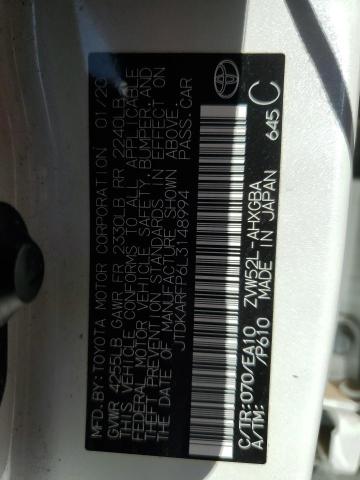 MFD.BY:TOYOTA MOTOR CORPORATION 01/20
GVWR 4255LB GAWR FR 2330LB RR 2240LB
THIS VEHICLE CONFORMS TO ALL APPLICABLE
FEDERAL MOTOR VEHICLE SAFETY, BUMPER, AND
THEFT PREVENTION STANDARDS IN EFFECT ON
THE DATE OF MANUFACTURE SHOWN ABOVE.
JTDKARFP6L3148994 PASS.CAR
C/TR:070/EA10 ZVW52L-AHXGBA
A/TM: /P610 MADE IN JAPAN 645 C